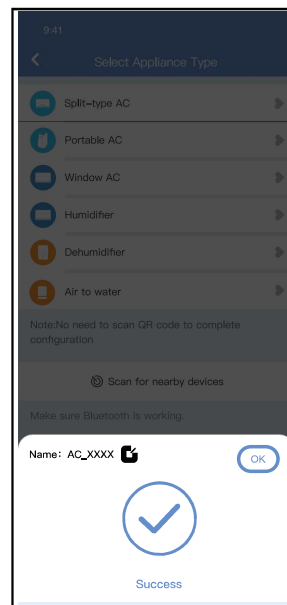 9:41
Select Appliance Type
Split-type AC
Portable AC
Window AC
Humidifier
Dehumidifier
Air to water
Note:No need to scan QR code to complete
configuration
Scan for nearby devices
Make sure Bluetooth is working.
Name: AC_XXXX
OK
Success